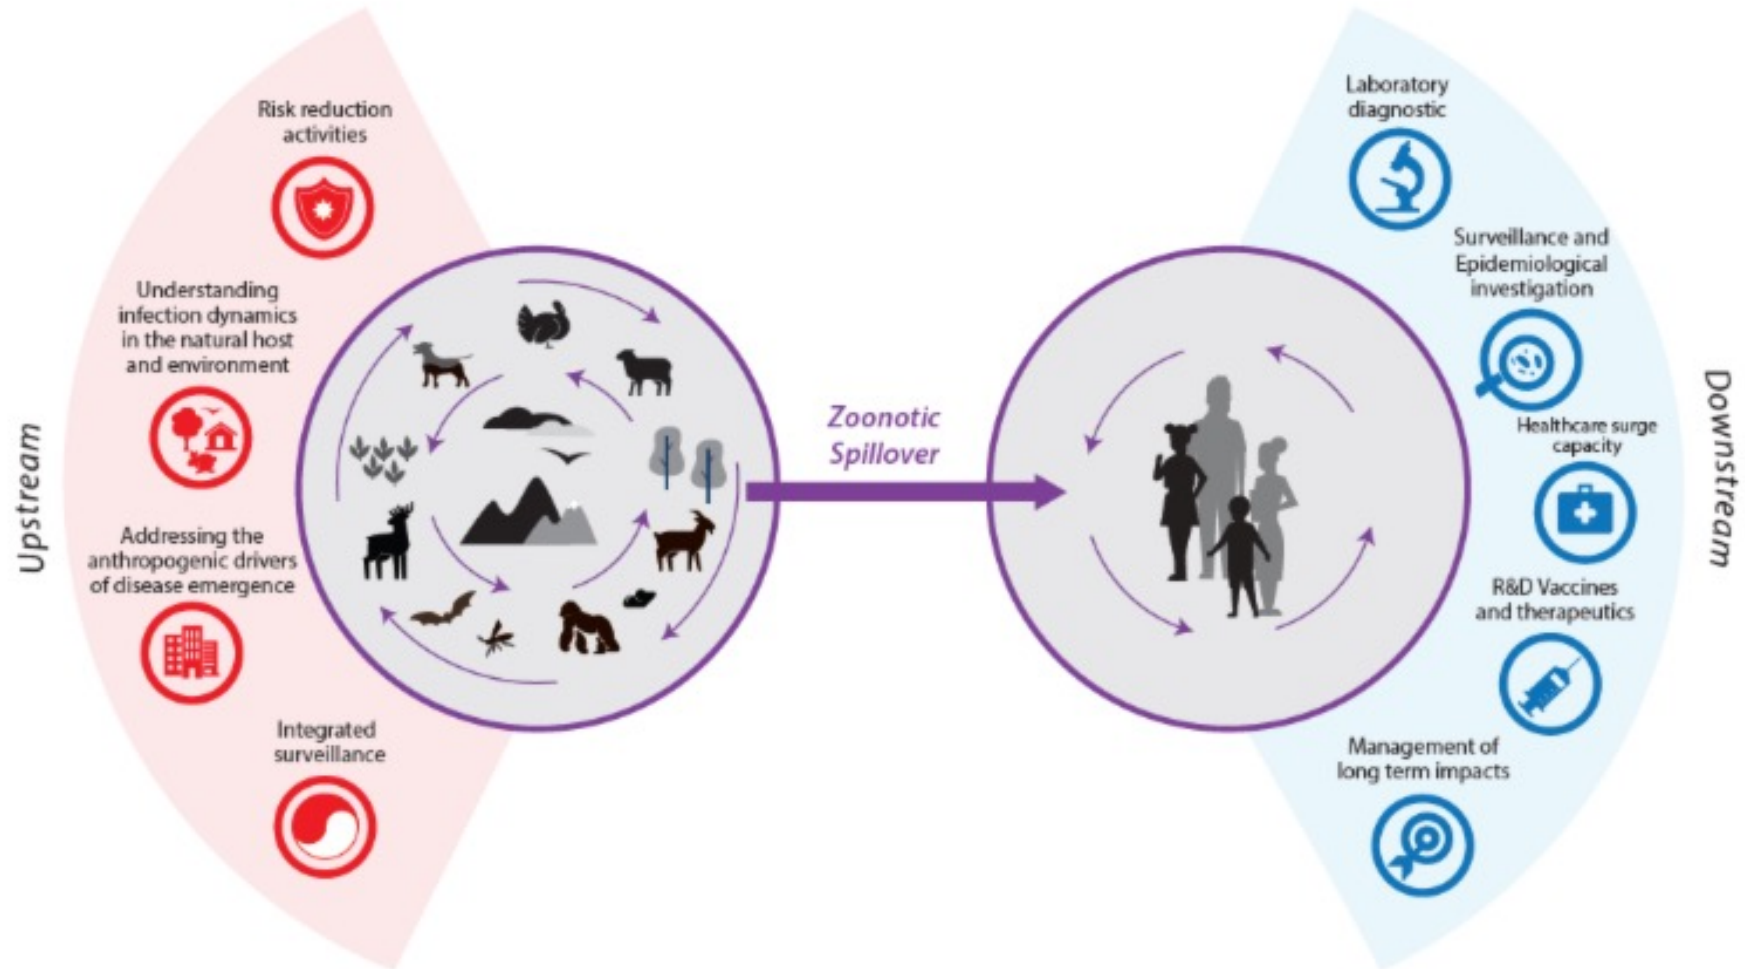 Upstream
Risk reduction
activities
Understanding
infection dynamics
in the natural host
and environment
Addressing the
anthropogenic drivers
of disease emergence
Integrated
surveillance
Zoonotic
Spillover
Laboratory
diagnostic
Surveillance and
Epidemiological
investigation
Healthcare surge
capacity
R&D Vaccines
and therapeutics
Management of
long term impacts
Downstream